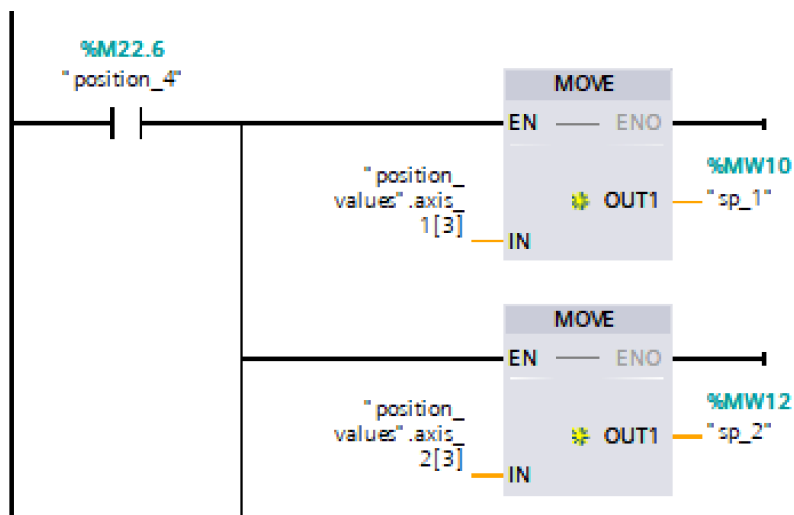 %M22.6
"position_4"
MOVE
EN
ENO
"position_
values".axis_
1[3]
IN
OUT1
%MW10
"sp_1"
MOVE
EN
ENO
"position_
values".axis_
2[3]
IN
OUT1
%MW12
"sp_2"